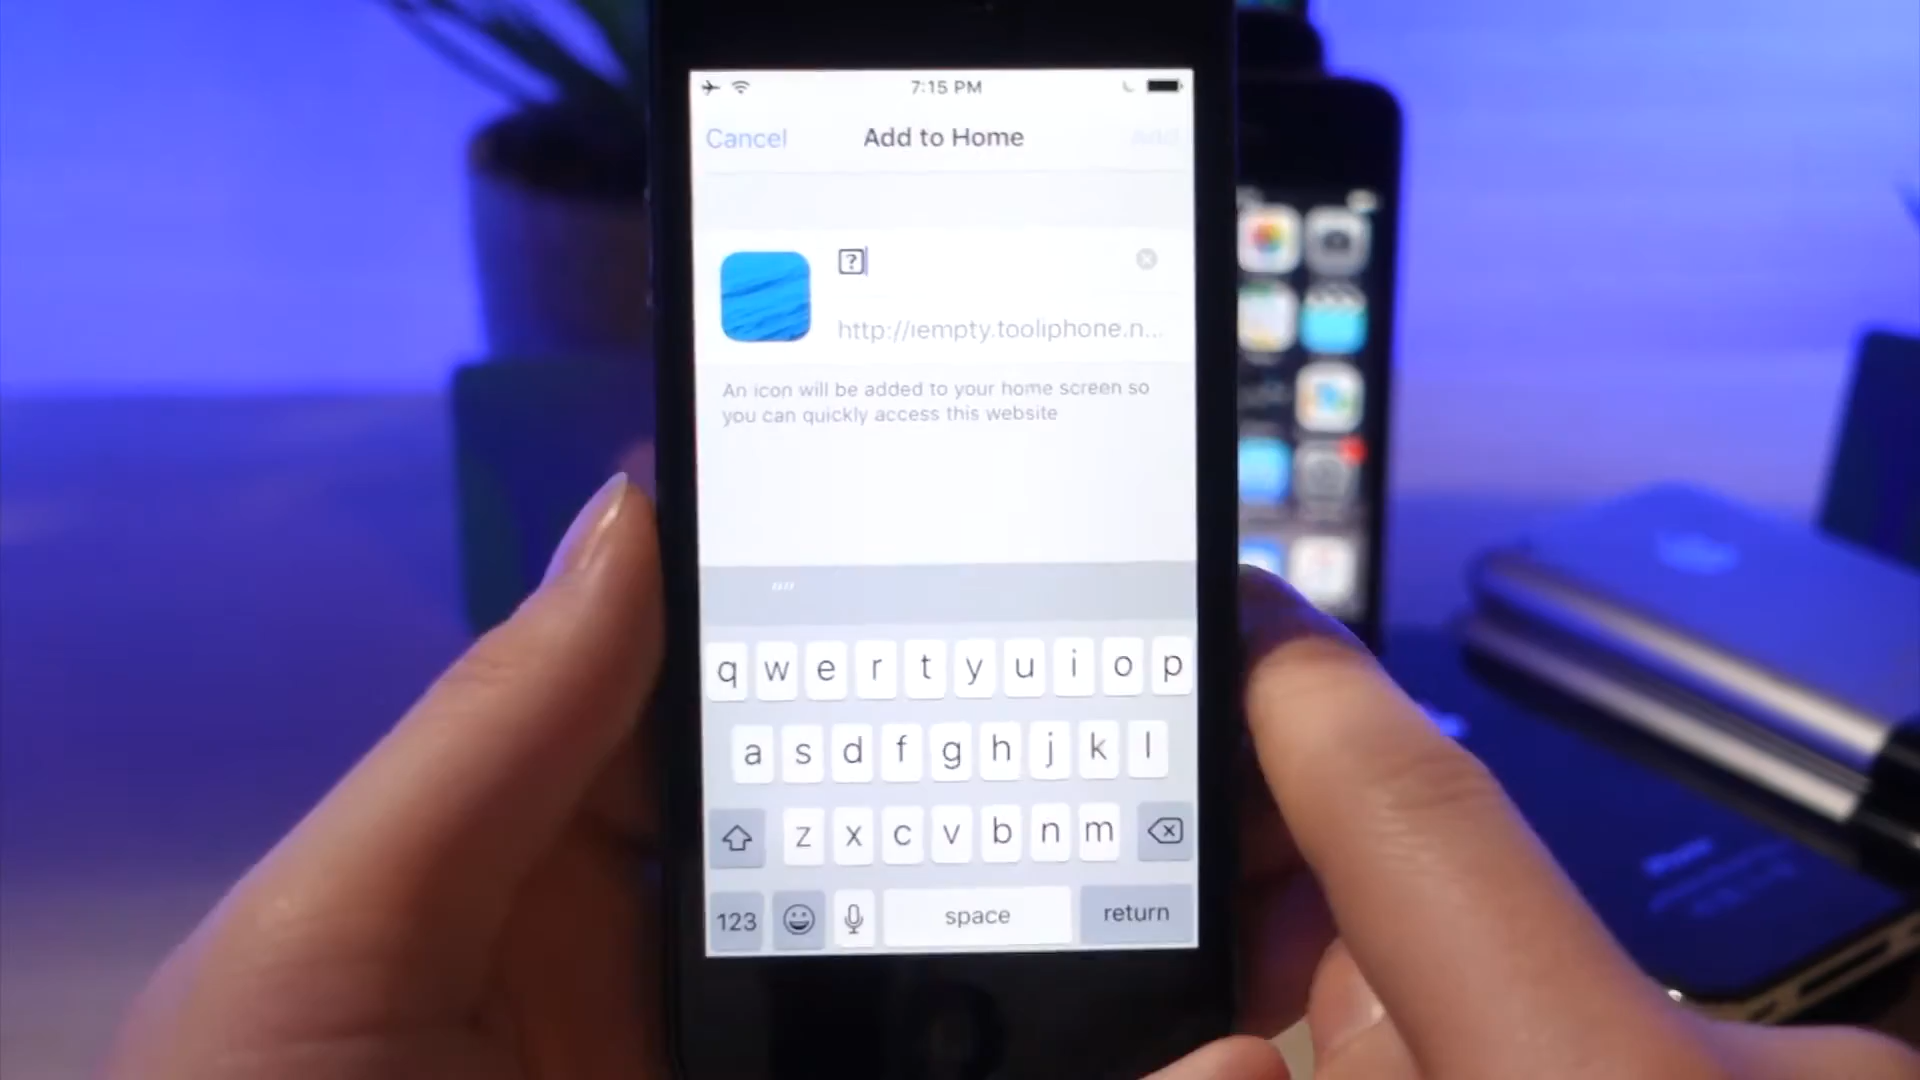 7:15 PM
Cancel
Add to Home
Add
?
http://iempty.tooliphone.n...
An icon will be added to your home screen so
you can quickly access this website
""
q w e r t y u i o p
a s d f g h j k l
z x c v b n m
123
space
return